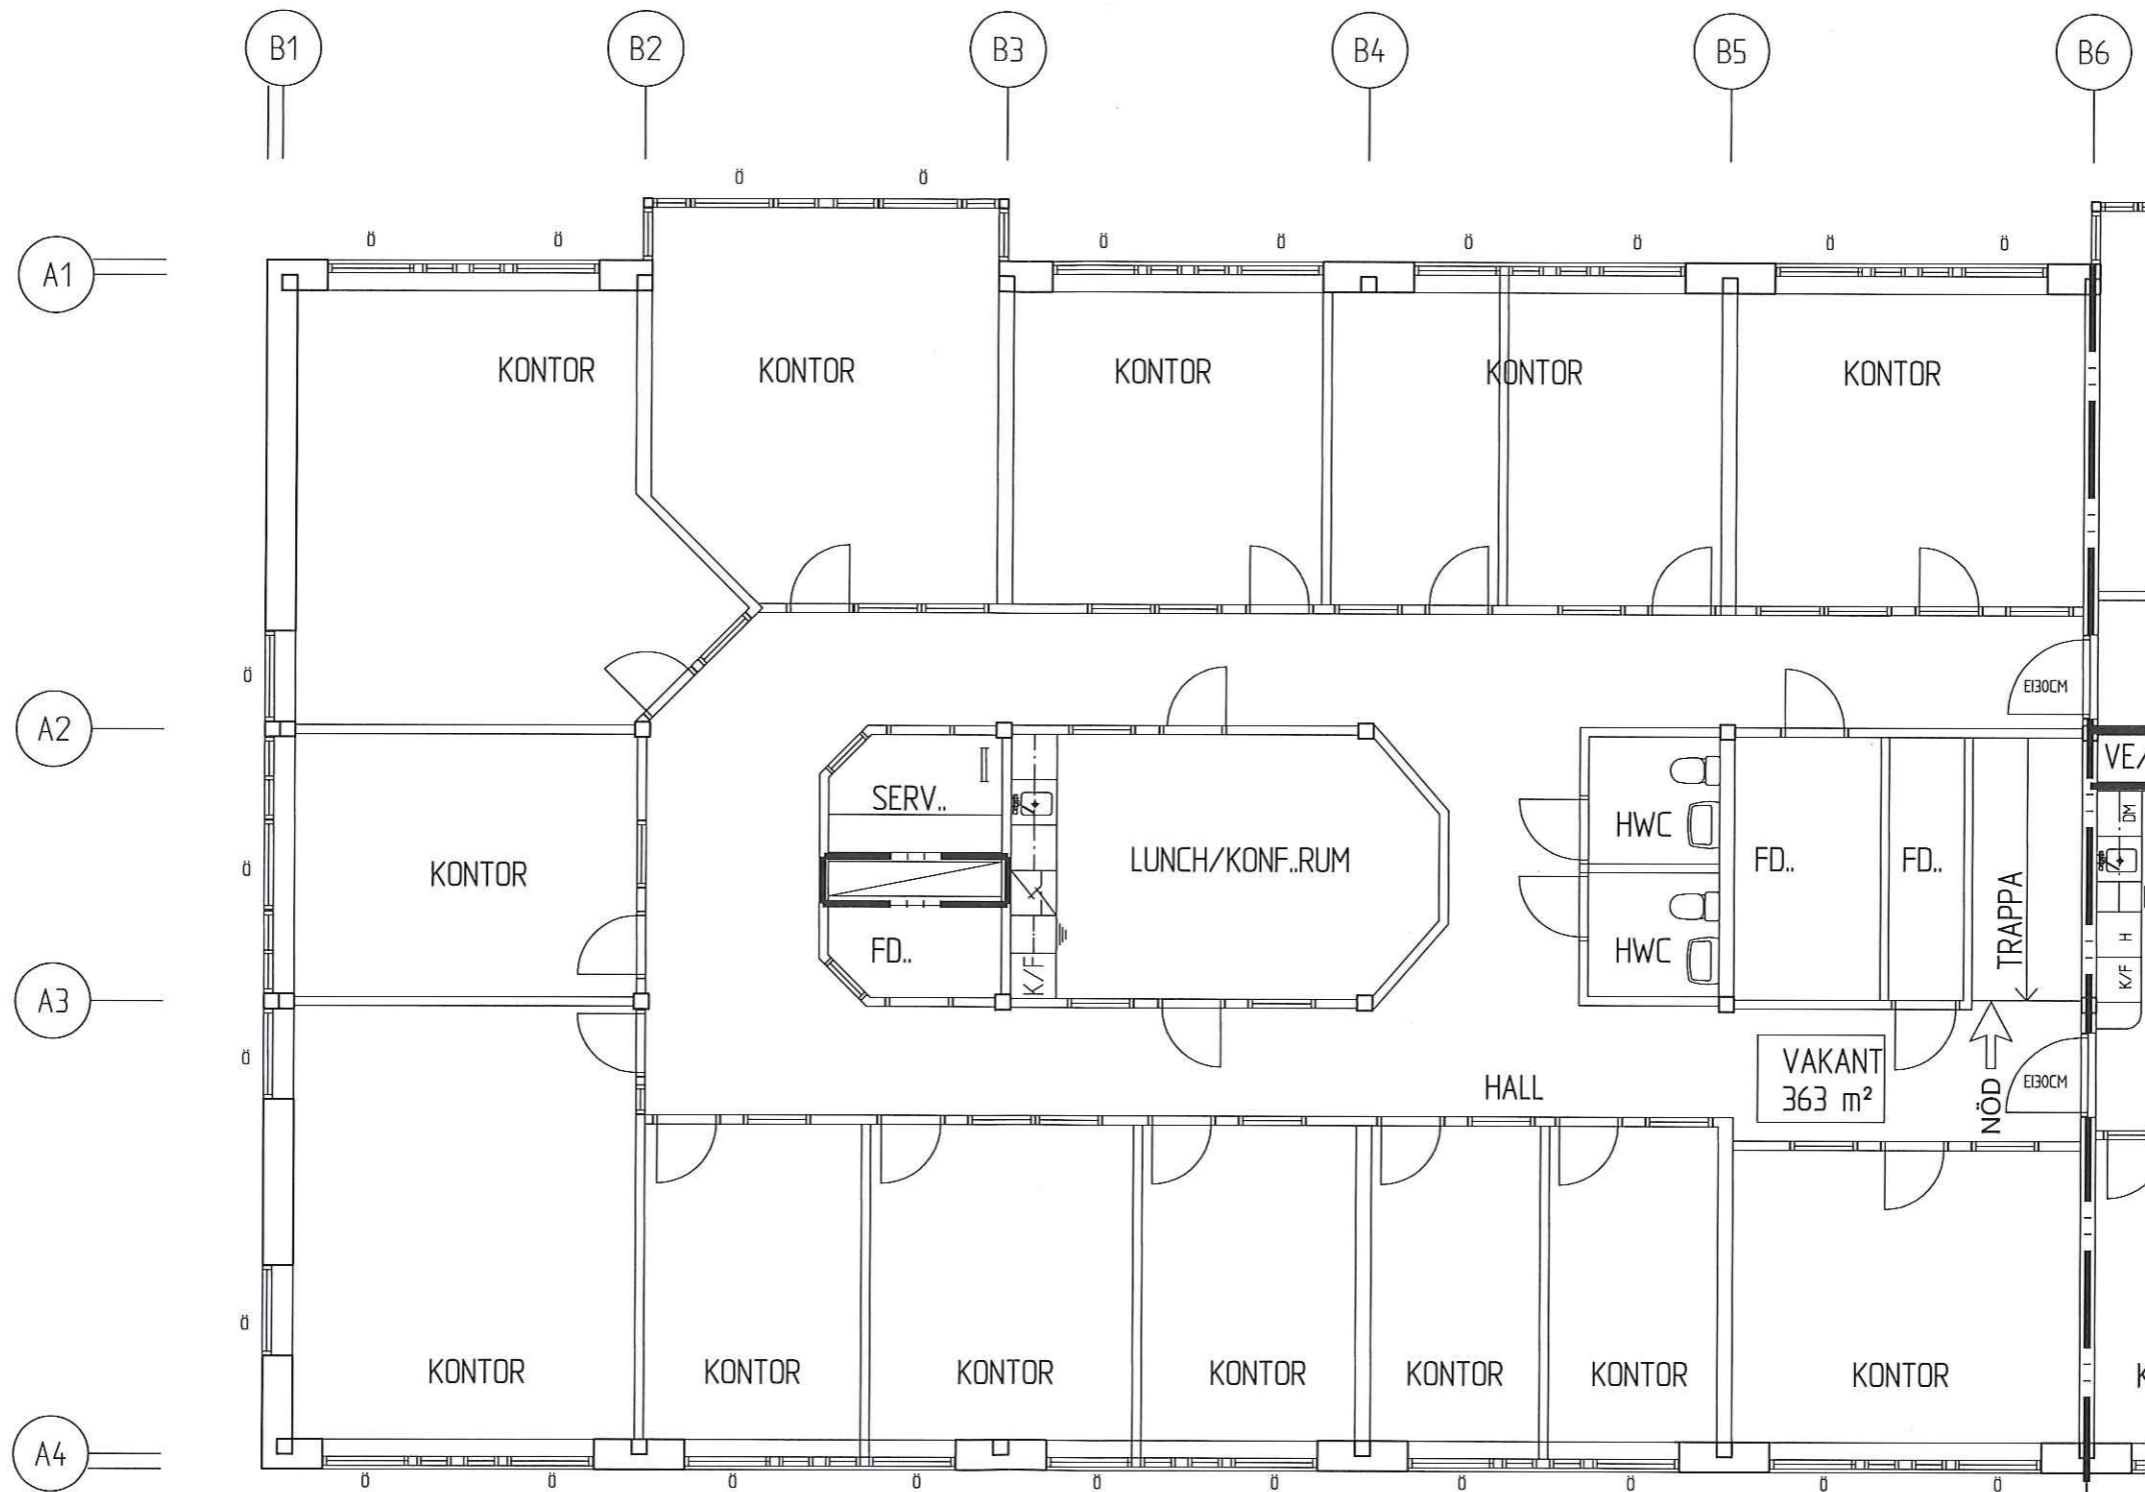 B1 B2 B3 B4 B5 B6
Ö Ö
Ö Ö Ö Ö Ö Ö Ö Ö
A1
KONTOR KONTOR KONTOR KONTOR KONTOR
Ö
EI30CM
A2
VE/
SERV..
DM
HWC
LUNCH/KONF..RUM
FD.. FD..
Ö
KONTOR
TRAPPA
FD..
HWC
H
K/F
K/F
A3
Ö
VAKANT
363 m²
HALL
NÖD
EI30CM
Ö
KONTOR KONTOR KONTOR KONTOR KONTOR KONTOR KONTOR K
A4
Ö Ö Ö Ö Ö Ö Ö Ö Ö Ö